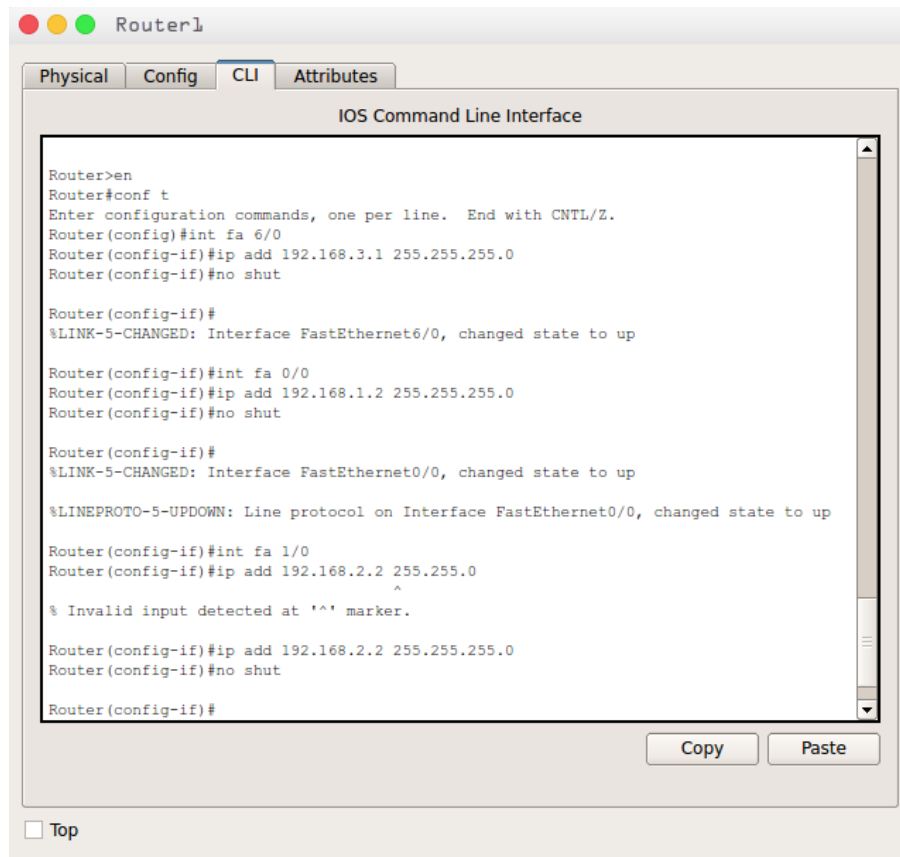 Router1
Physical Config CLI Attributes
IOS Command Line Interface
Router>en
Router#conf t
Enter configuration commands, one per line.  End with CNTL/Z.
Router(config)#int fa 6/0
Router(config-if)#ip add 192.168.3.1 255.255.255.0
Router(config-if)#no shut
Router(config-if)#
%LINK-5-CHANGED: Interface FastEthernet6/0, changed state to up
Router(config-if)#int fa 0/0
Router(config-if)#ip add 192.168.1.2 255.255.255.0
Router(config-if)#no shut
Router(config-if)#
%LINK-5-CHANGED: Interface FastEthernet0/0, changed state to up
%LINEPROTO-5-UPDOWN: Line protocol on Interface FastEthernet0/0, changed state to up
Router(config-if)#int fa 1/0
Router(config-if)#ip add 192.168.2.2 255.255.0
^
% Invalid input detected at '^' marker.
Router(config-if)#ip add 192.168.2.2 255.255.255.0
Router(config-if)#no shut
Router(config-if)#
Copy Paste
Top